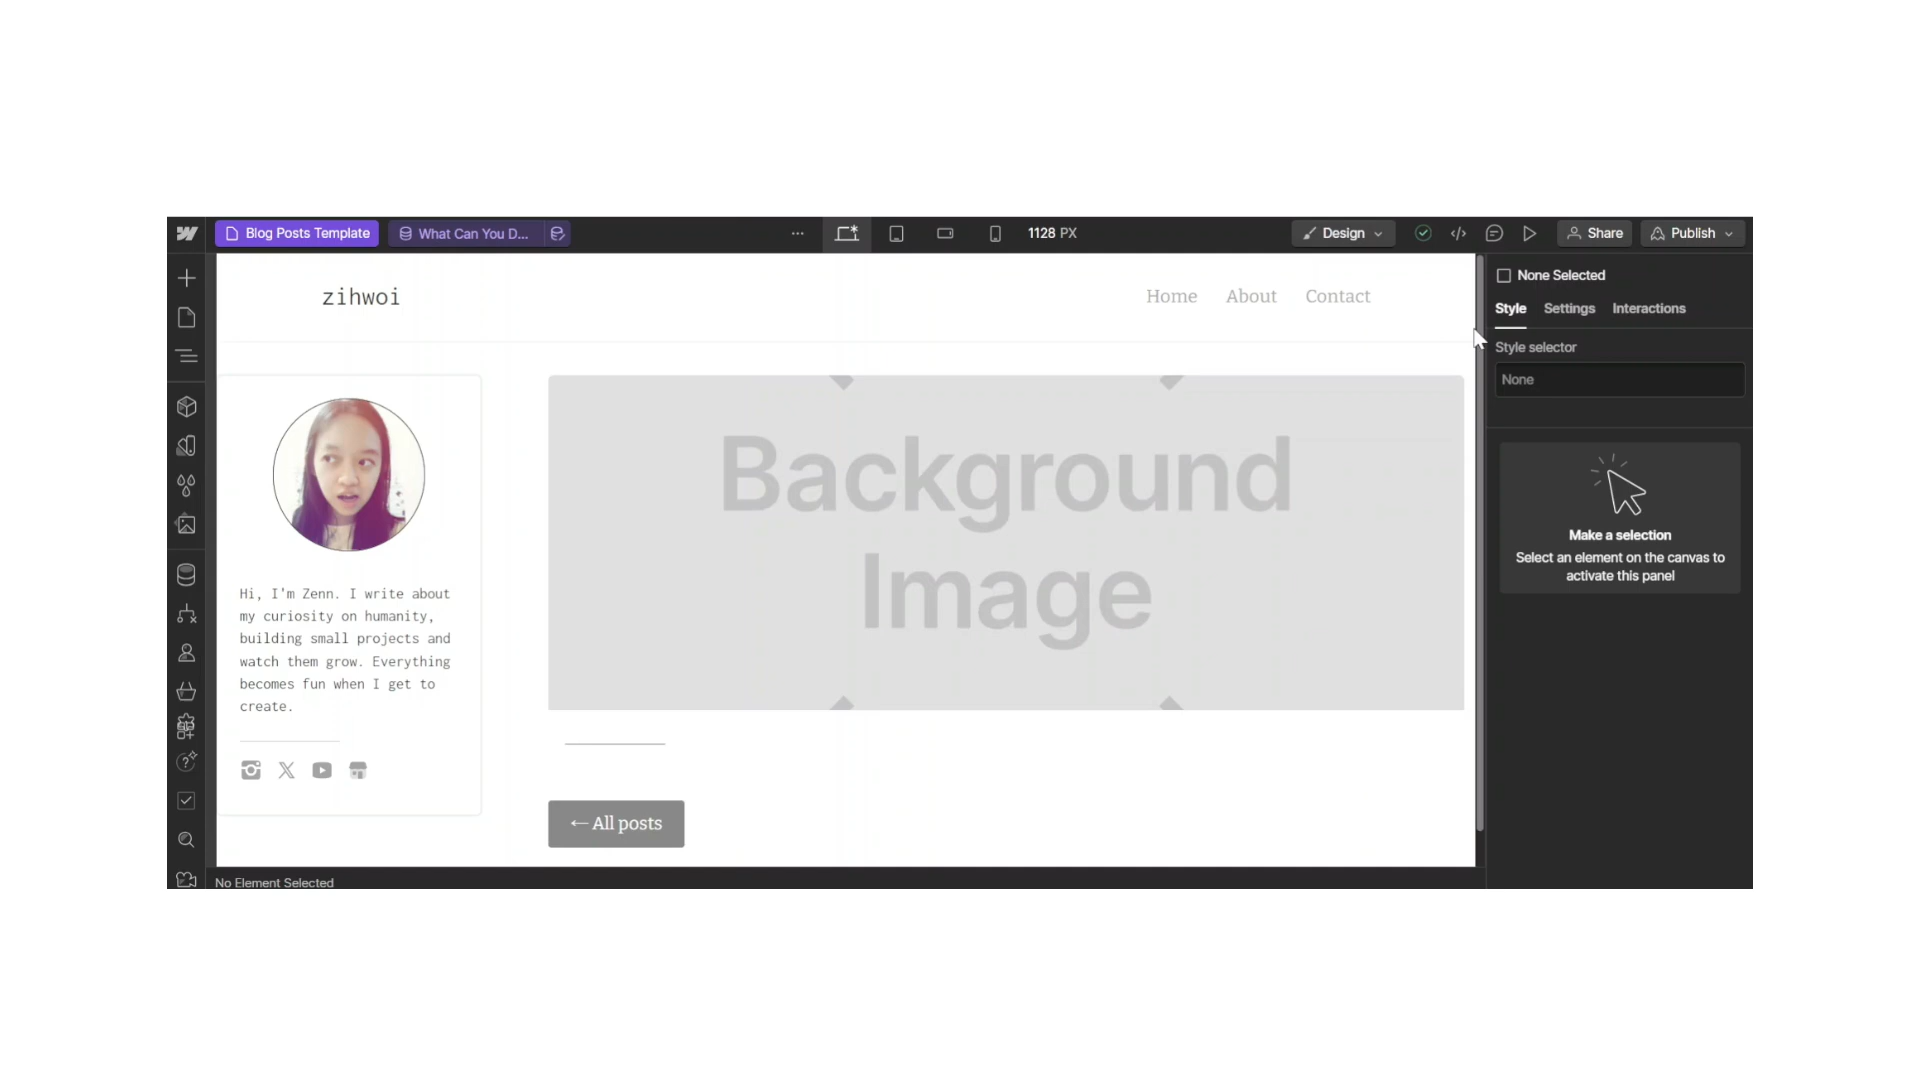 Blog Posts Template
What Can You D...
1128 PX
Design
Share
Publish
zihwoi
Home
About
Contact
None Selected
Style
Settings
Interactions
Style selector
None
Background
Image
Make a selection
Select an element on the canvas to
activate this panel
Hi, I'm Zenn. I write about
my curiosity on humanity,
building small projects and
watch them grow. Everything
becomes fun when I get to
create.
← All posts
No Element Selected